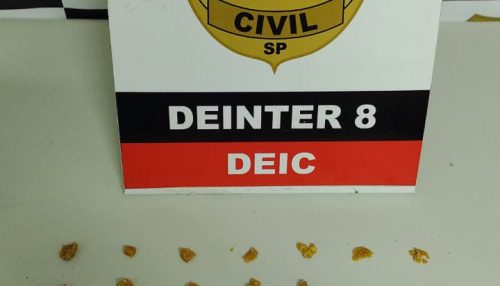 CIVIL
SP
DEINTER 8
DEIC